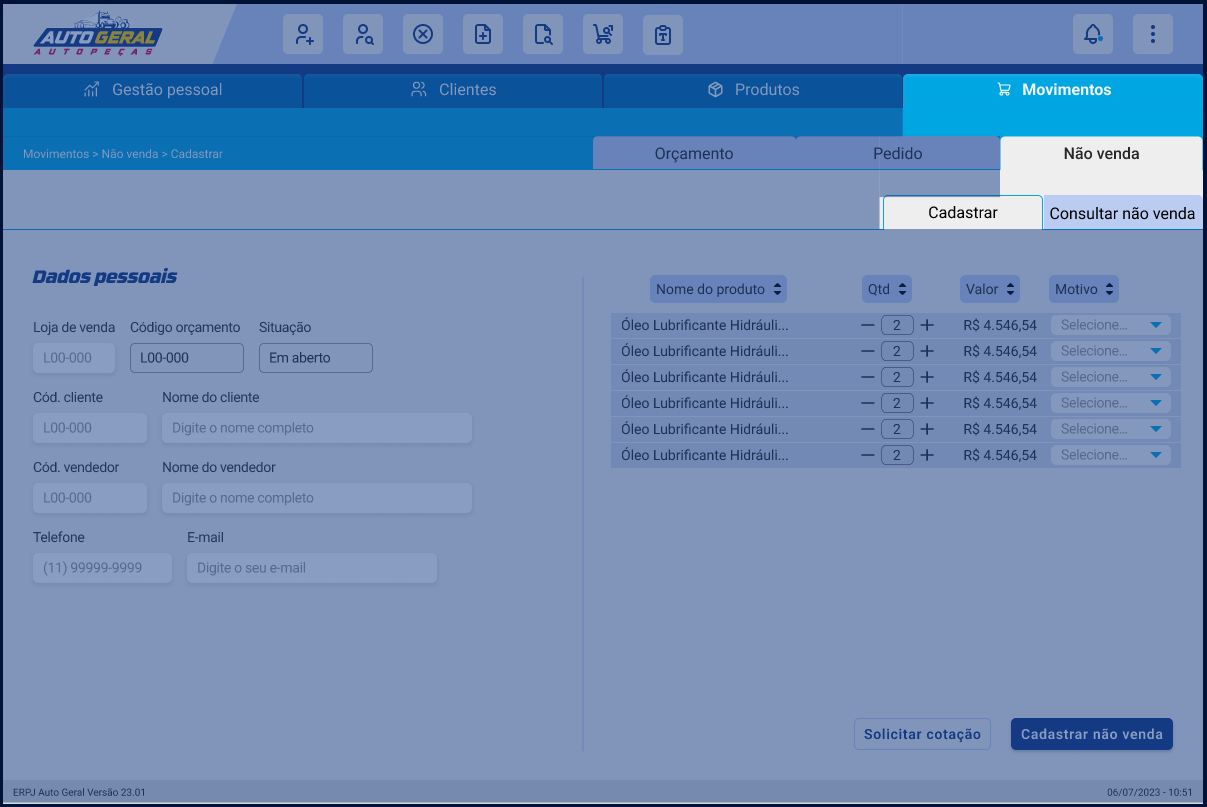 AUTO GERAL
AUTOPEÇAS
Gestão pessoal
Clientes
Produtos
Movimentos
Movimentos > Não venda > Cadastrar
Orçamento
Pedido
Não venda
Cadastrar
Consultar não venda
Dados pessoais
Loja de venda
Código orçamento
Situação
L00-000
L00-000
Em aberto
Cód. cliente
Nome do cliente
L00-000
Digite o nome completo
Cód. vendedor
Nome do vendedor
L00-000
Digite o nome completo
Telefone
E-mail
(11) 99999-9999
Digite o seu e-mail
Nome do produto
Qtd
Valor
Motivo
Óleo Lubrificante Hidráuli... 2 R$ 4.546,54 Selecione...
Óleo Lubrificante Hidráuli... 2 R$ 4.546,54 Selecione...
Óleo Lubrificante Hidráuli... 2 R$ 4.546,54 Selecione...
Óleo Lubrificante Hidráuli... 2 R$ 4.546,54 Selecione...
Óleo Lubrificante Hidráuli... 2 R$ 4.546,54 Selecione...
Óleo Lubrificante Hidráuli... 2 R$ 4.546,54 Selecione...
Solicitar cotação
Cadastrar não venda
ERPJ Auto Geral Versão 23.01
06/07/2023 - 10:51